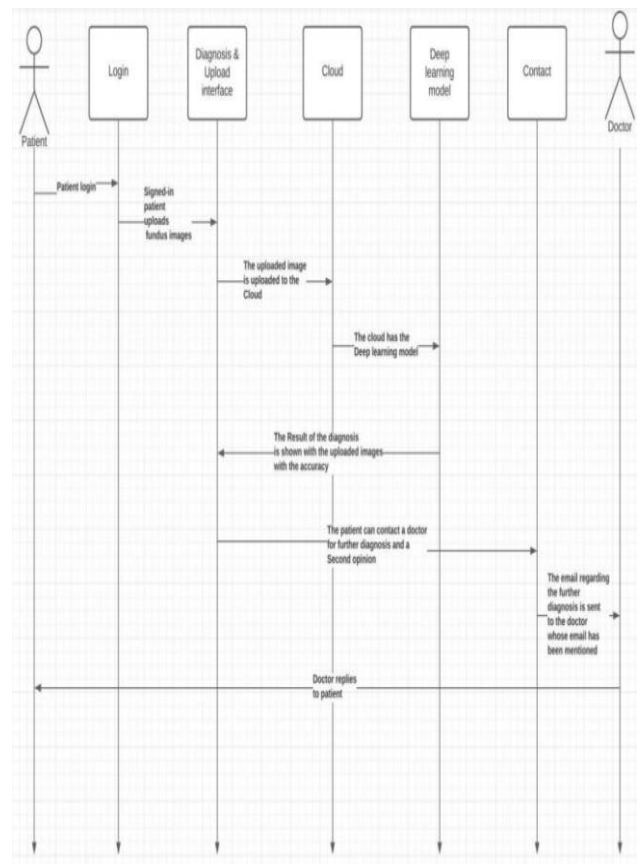 Login
Diagnosis &
Upload
interface
Cloud
Deep
learning
model
Contact
Patient
Doctor
Patient login
Signed-in
patient
uploads
fundus images
The uploaded image
is uploaded to the
Cloud
The cloud has the
Deep learning model
The Result of the diagnosis
is shown with the uploaded images
with the accuracy
The patient can contact a doctor
for further diagnosis and a
Second opinion
The email regarding
the further
diagnosis is sent
to the doctor
whose email has
been mentioned
Doctor replies
to patient